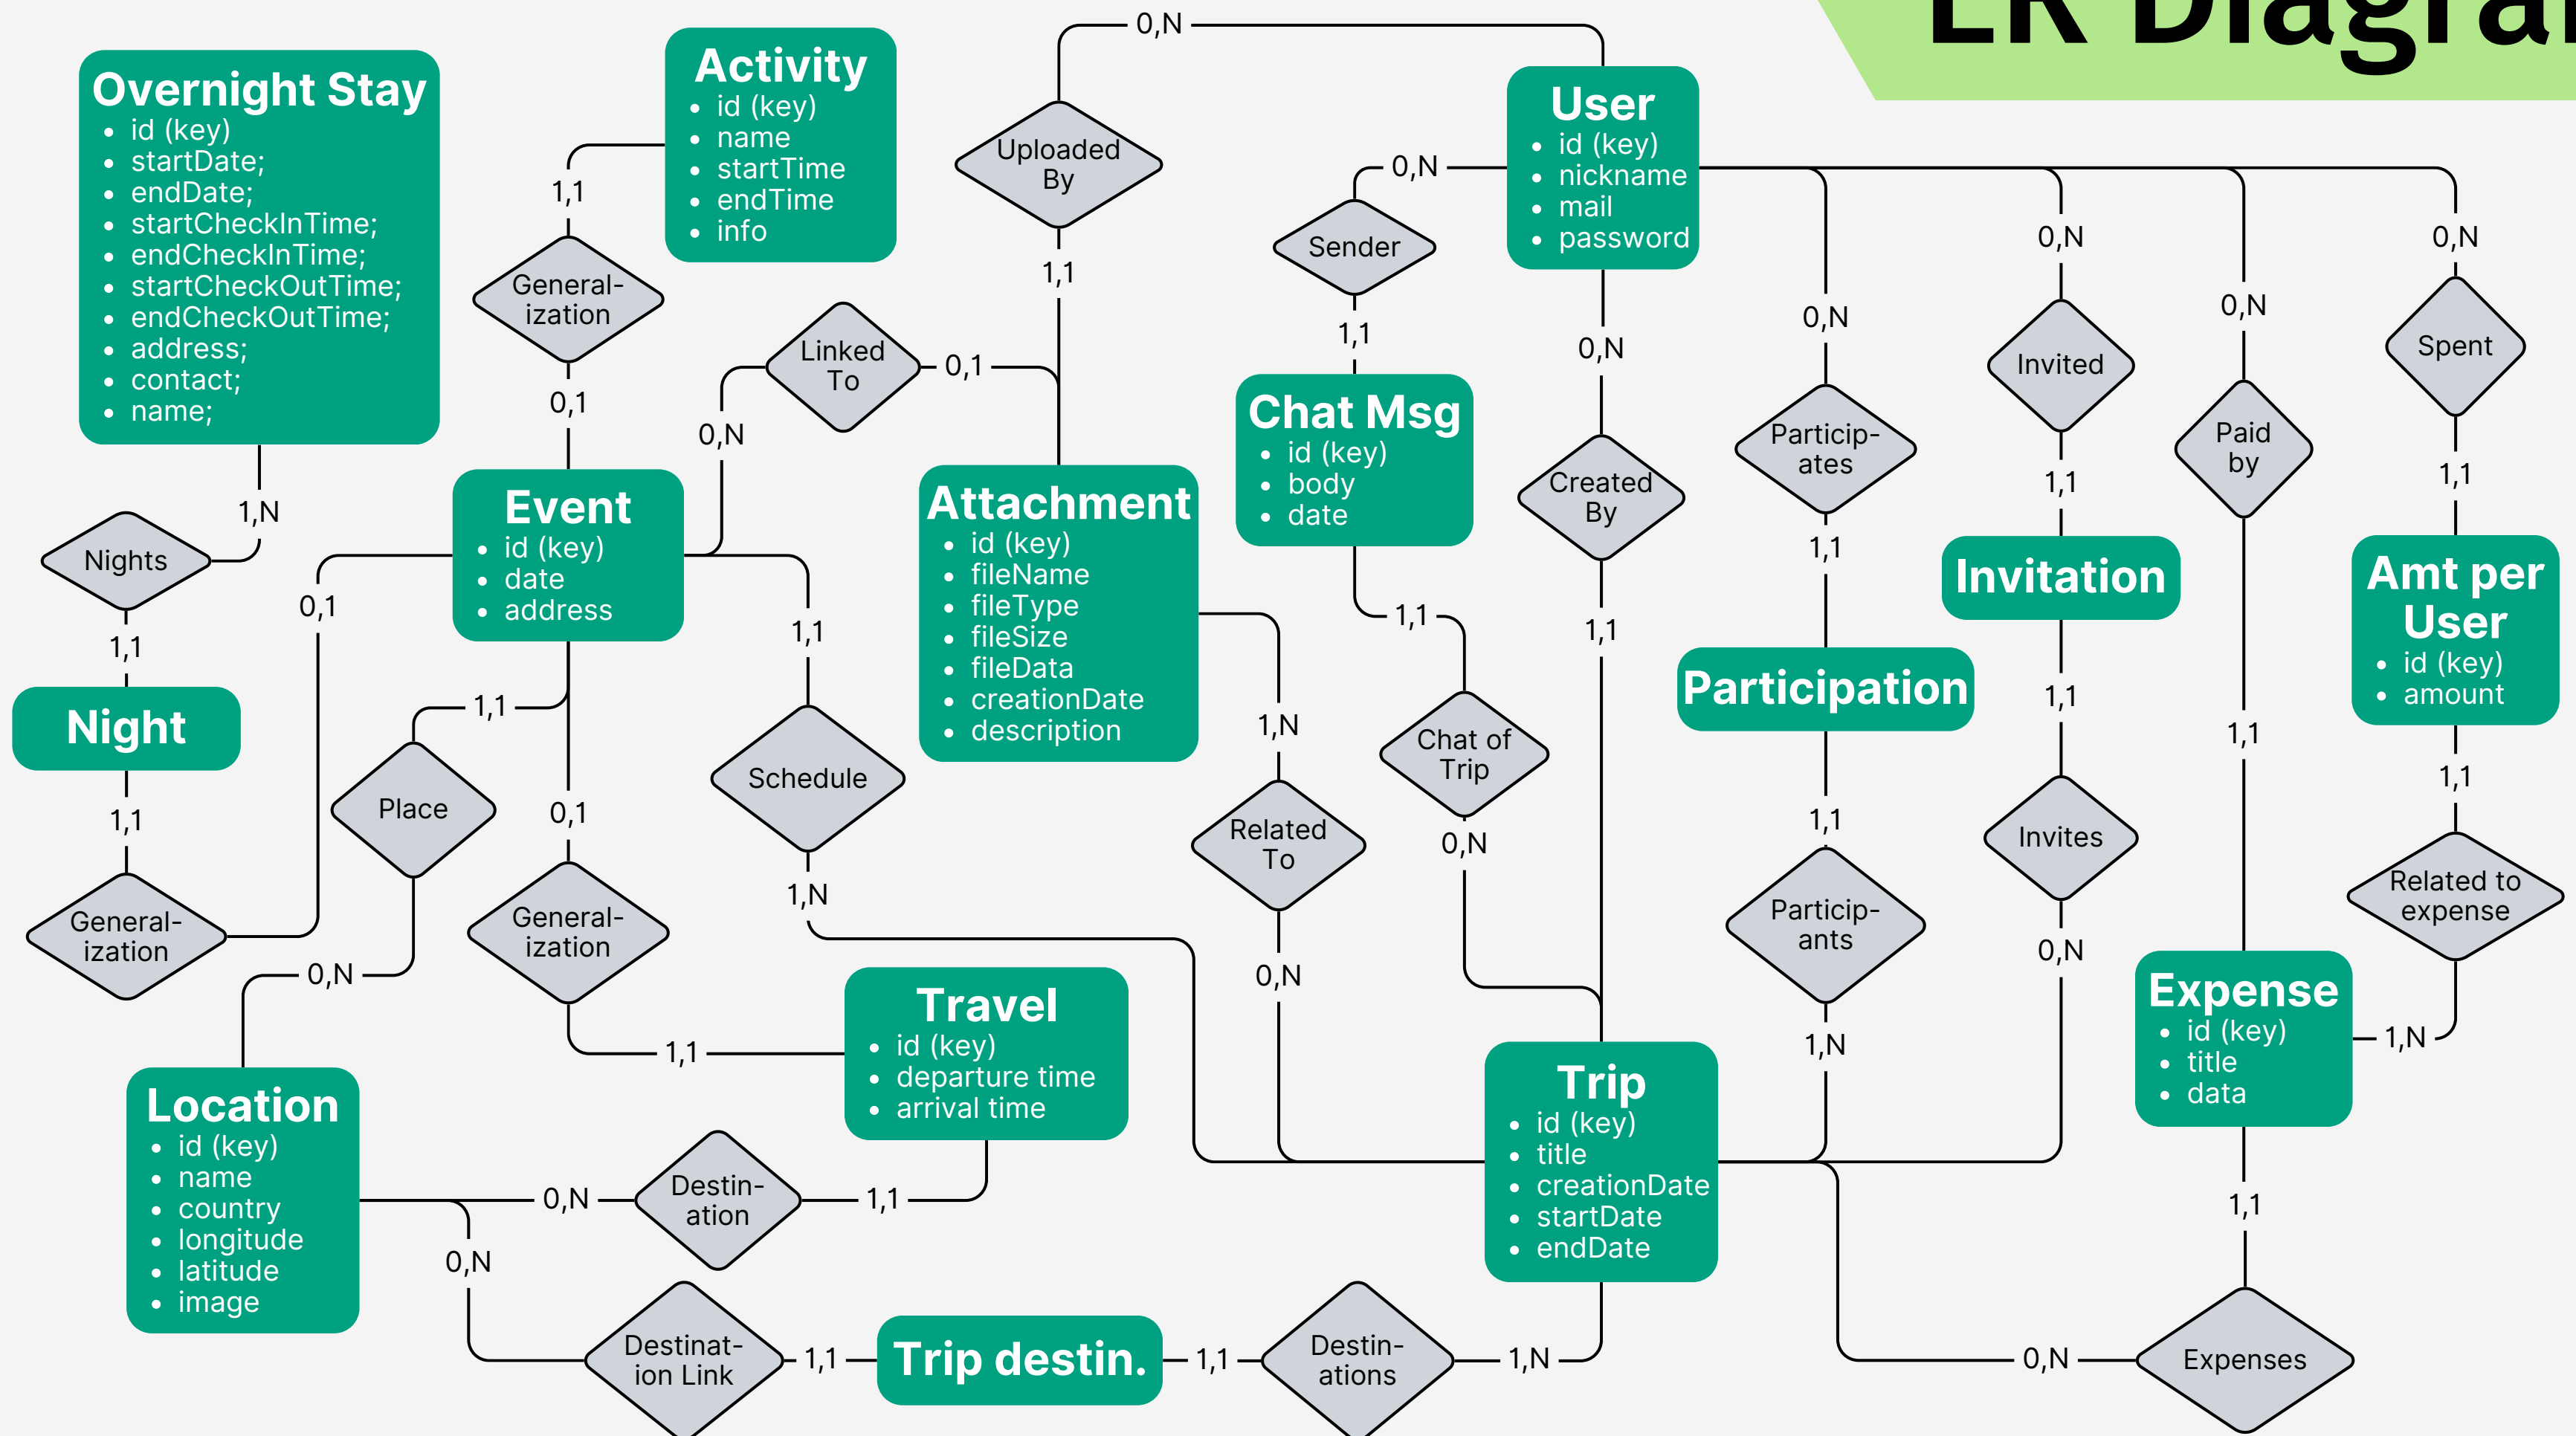 ER Diagra
Overnight Stay
id (key)
startDate;
endDate;
startCheckInTime;
endCheckInTime;
startCheckOutTime;
endCheckOutTime;
address;
contact;
name;
Activity
id (key)
name
startTime
endTime
info
0,N
Uploaded
By
1,1
User
id (key)
nickname
mail
password
0,N
Sender
1,1
1,1
General-
ization
0,1
Linked
To
0,1
0,N
0,N
0,N
0,N
0,N
0,N
Invited
1,1
Spent
1,1
Particip-
ates
1,1
Paid
by
1,1
Created
By
1,1
Chat Msg
id (key)
body
date
1,1
1,N
Nights
1,1
Night
1,1
General-
ization
0,1
Event
id (key)
date
address
1,1
Place
0,N
0,1
General-
ization
1,1
1,1
Schedule
1,N
Attachment
id (key)
fileName
fileType
fileSize
fileData
creationDate
description
1,N
Related
To
0,N
Chat of
Trip
0,N
Participation
1,1
Particip-
ants
1,N
Invitation
1,1
Invites
0,N
Amt per
User
id (key)
amount
1,1
Related to
expense
1,N
Expense
id (key)
title
data
1,1
Expenses
0,N
Travel
id (key)
departure time
arrival time
Location
id (key)
name
country
longitude
latitude
image
0,N
Destin-
ation
1,1
0,N
Destinat-
ion Link
1,1
Trip destin.
1,1
Destin-
ations
1,N
Trip
id (key)
title
creationDate
startDate
endDate